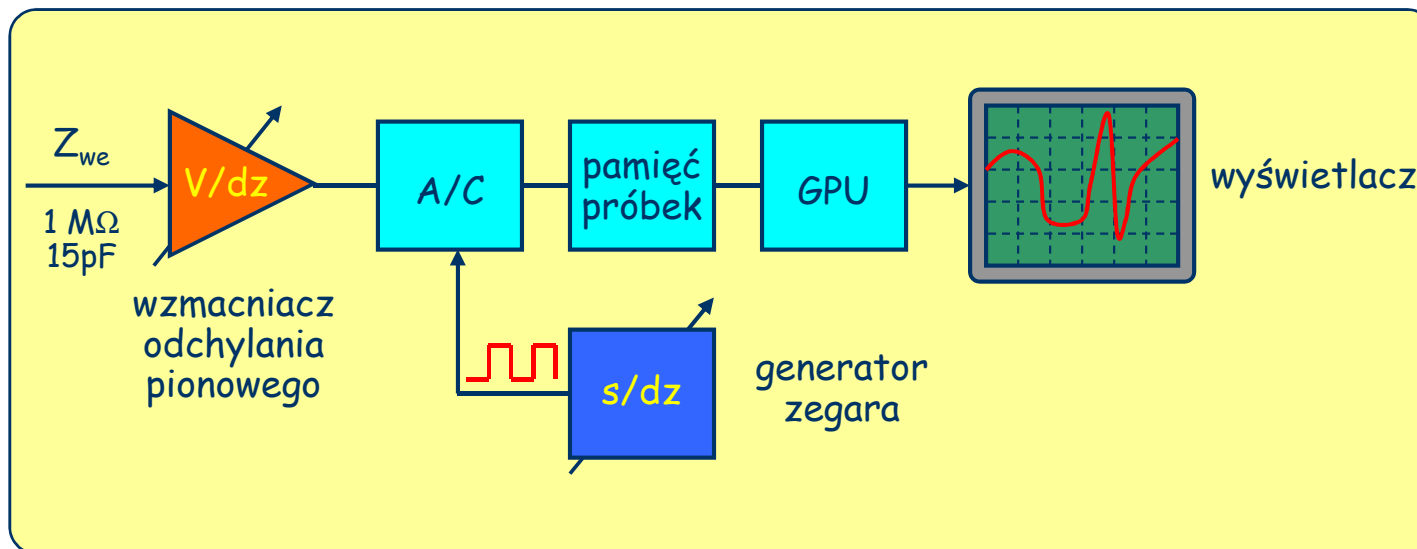 Zwe
1 MΩ
15pF
V/dz
wzmacniacz
odchylania
pionowego
A/C
pamięć
próbek
GPU
wyświetlacz
s/dz
generator
zegara